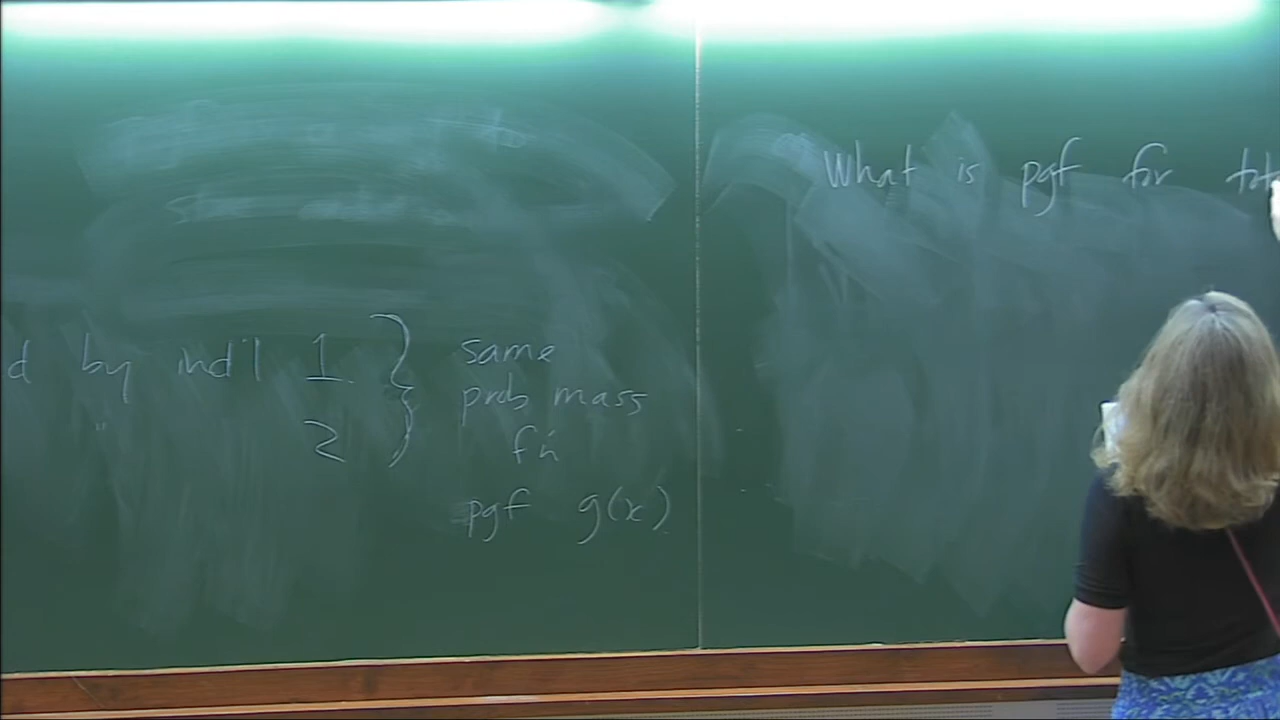 What is pgf for tot
d by ind'l 1 } same
prob mass
" 2 fn
pgf g(x)